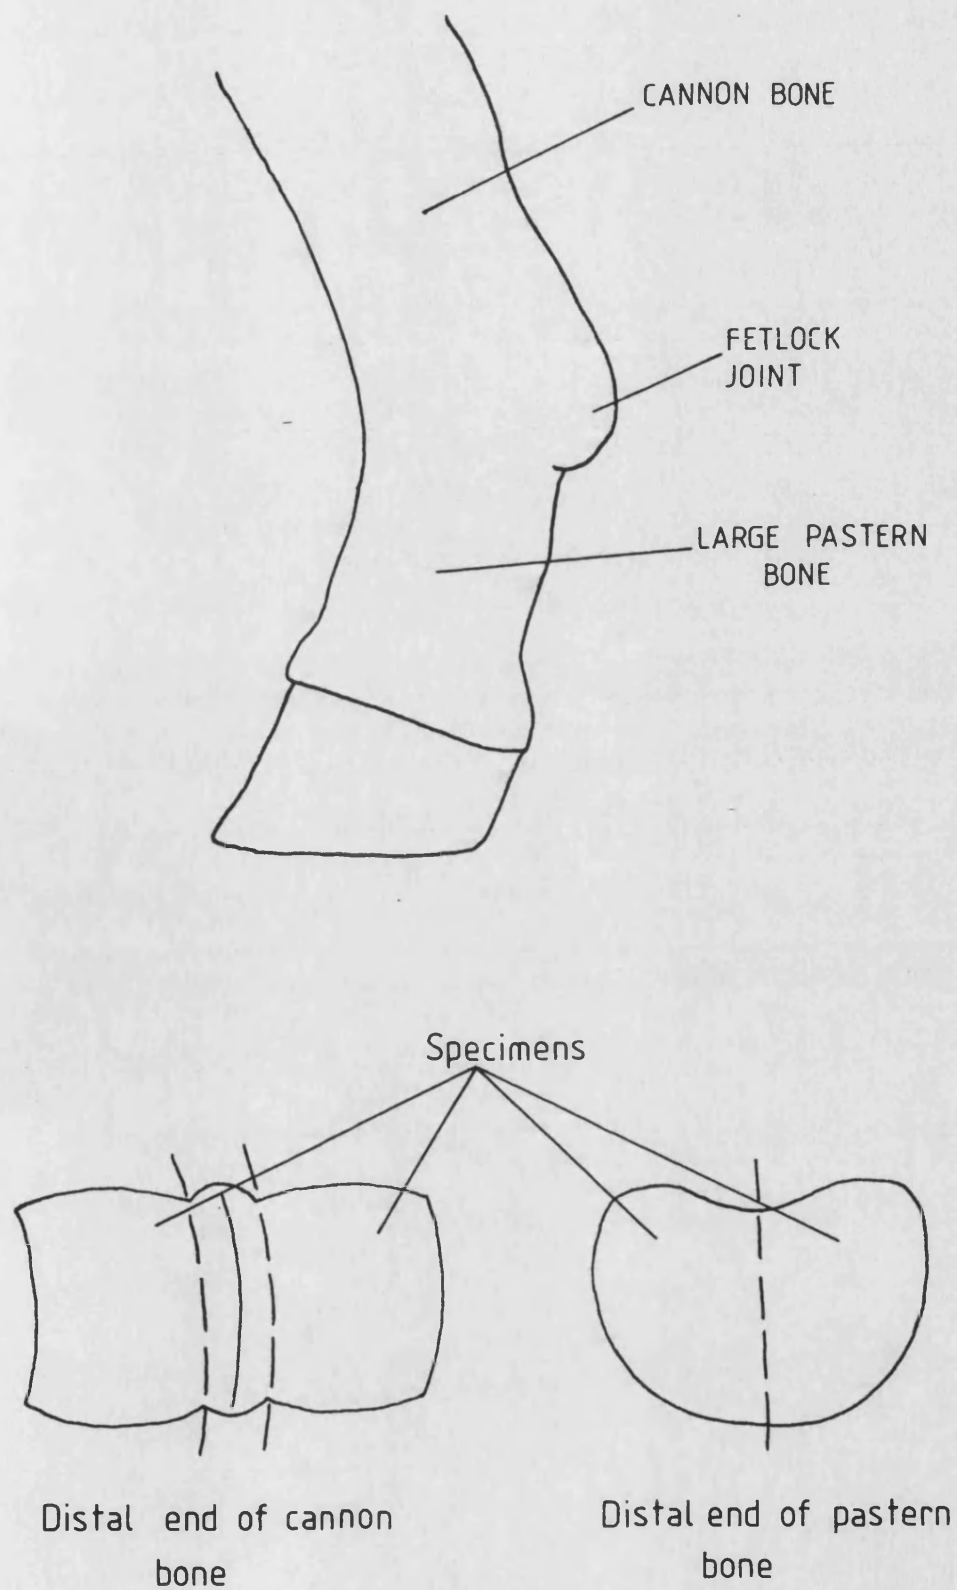 CANNON BONE
FETLOCK
JOINT
LARGE PASTERN
BONE
Specimens
Distal end of cannon
bone
Distal end of pastern
bone